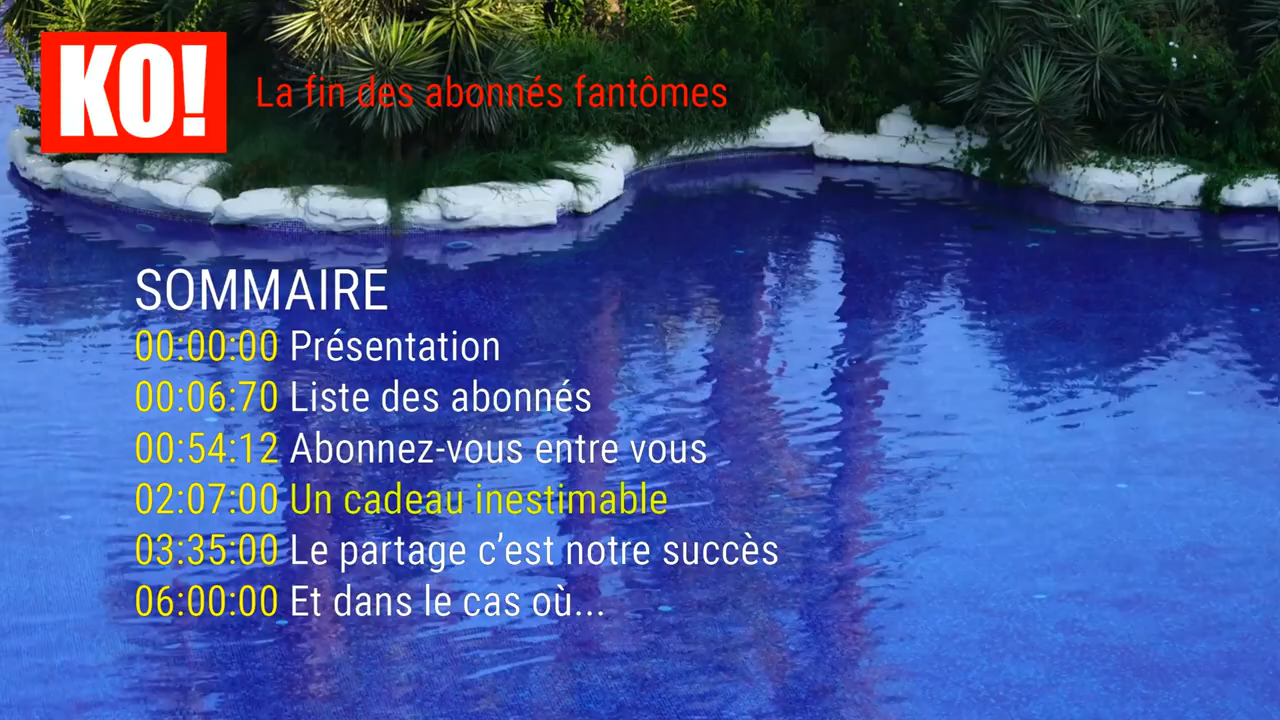 KO!
La fin des abonnés fantômes
SOMMAIRE
00:00:00 Présentation
00:06:70 Liste des abonnés
00:54:12 Abonnez-vous entre vous
02:07:00 Un cadeau inestimable
03:35:00 Le partage c’est notre succès
06:00:00 Et dans le cas où...